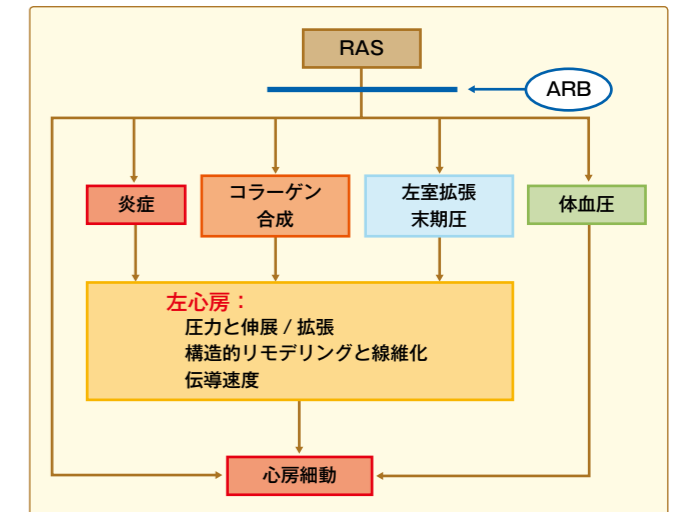 RAS
ARB
炎症
コラーゲン
合成
左室拡張
末期圧
体血圧
左心房：
圧力と伸展 / 拡張
構造的リモデリングと線維化
伝導速度
心房細動